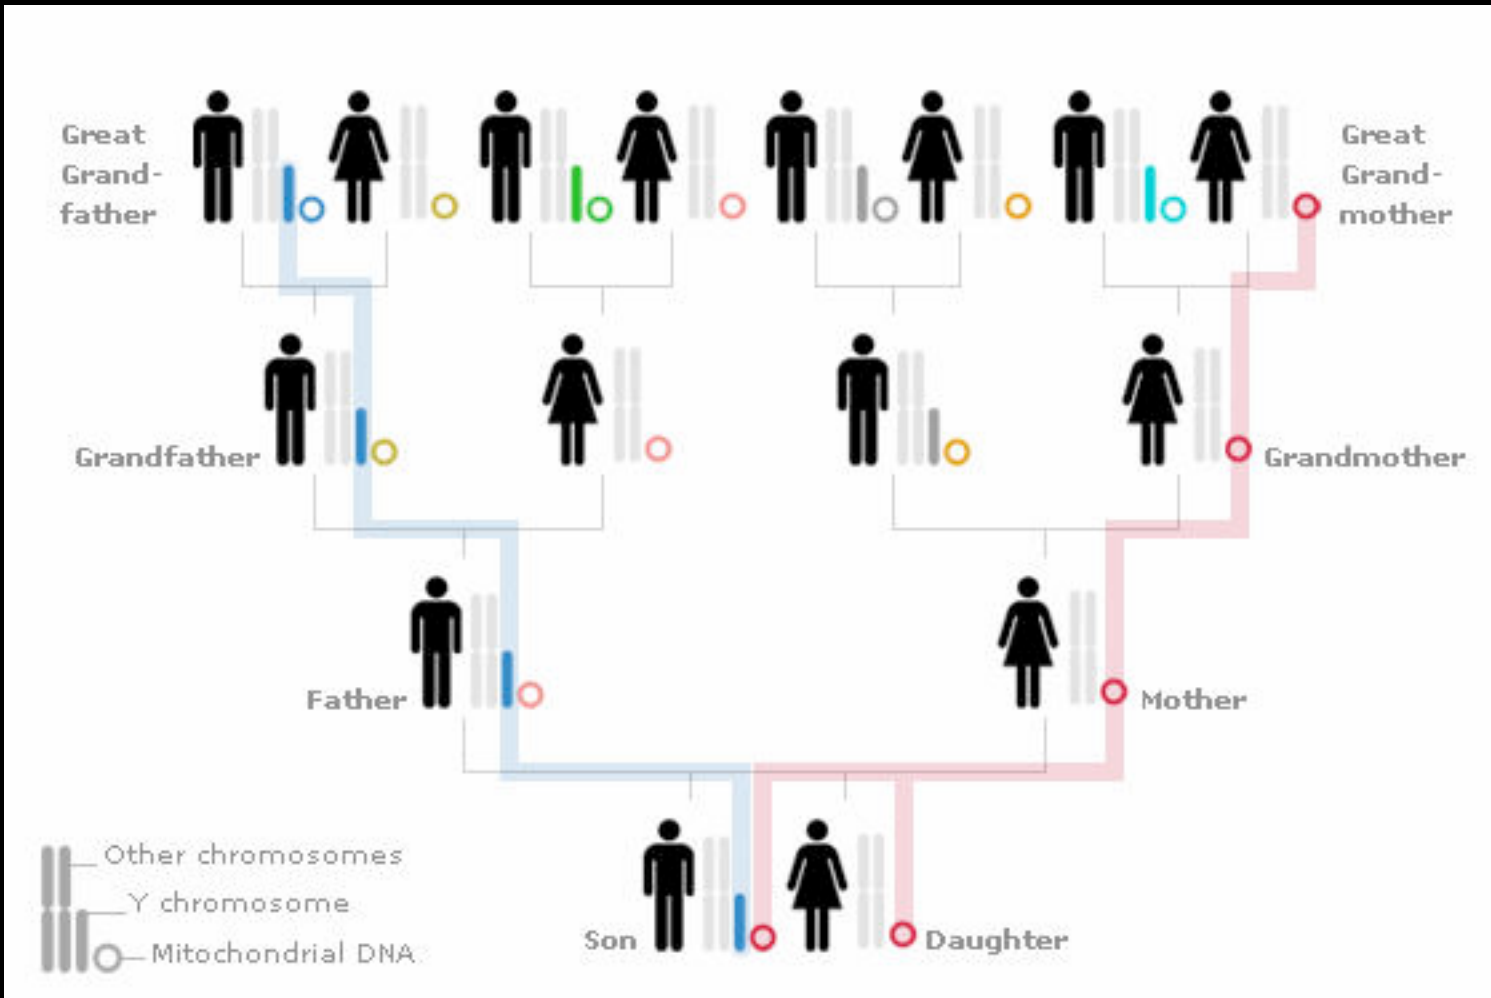 Great
Grand-
father
Great
Grand-
mother
Grandfather
Grandmother
Father
Mother
Other chromosomes
Y chromosome
Mitochondrial DNA
Son
Daughter